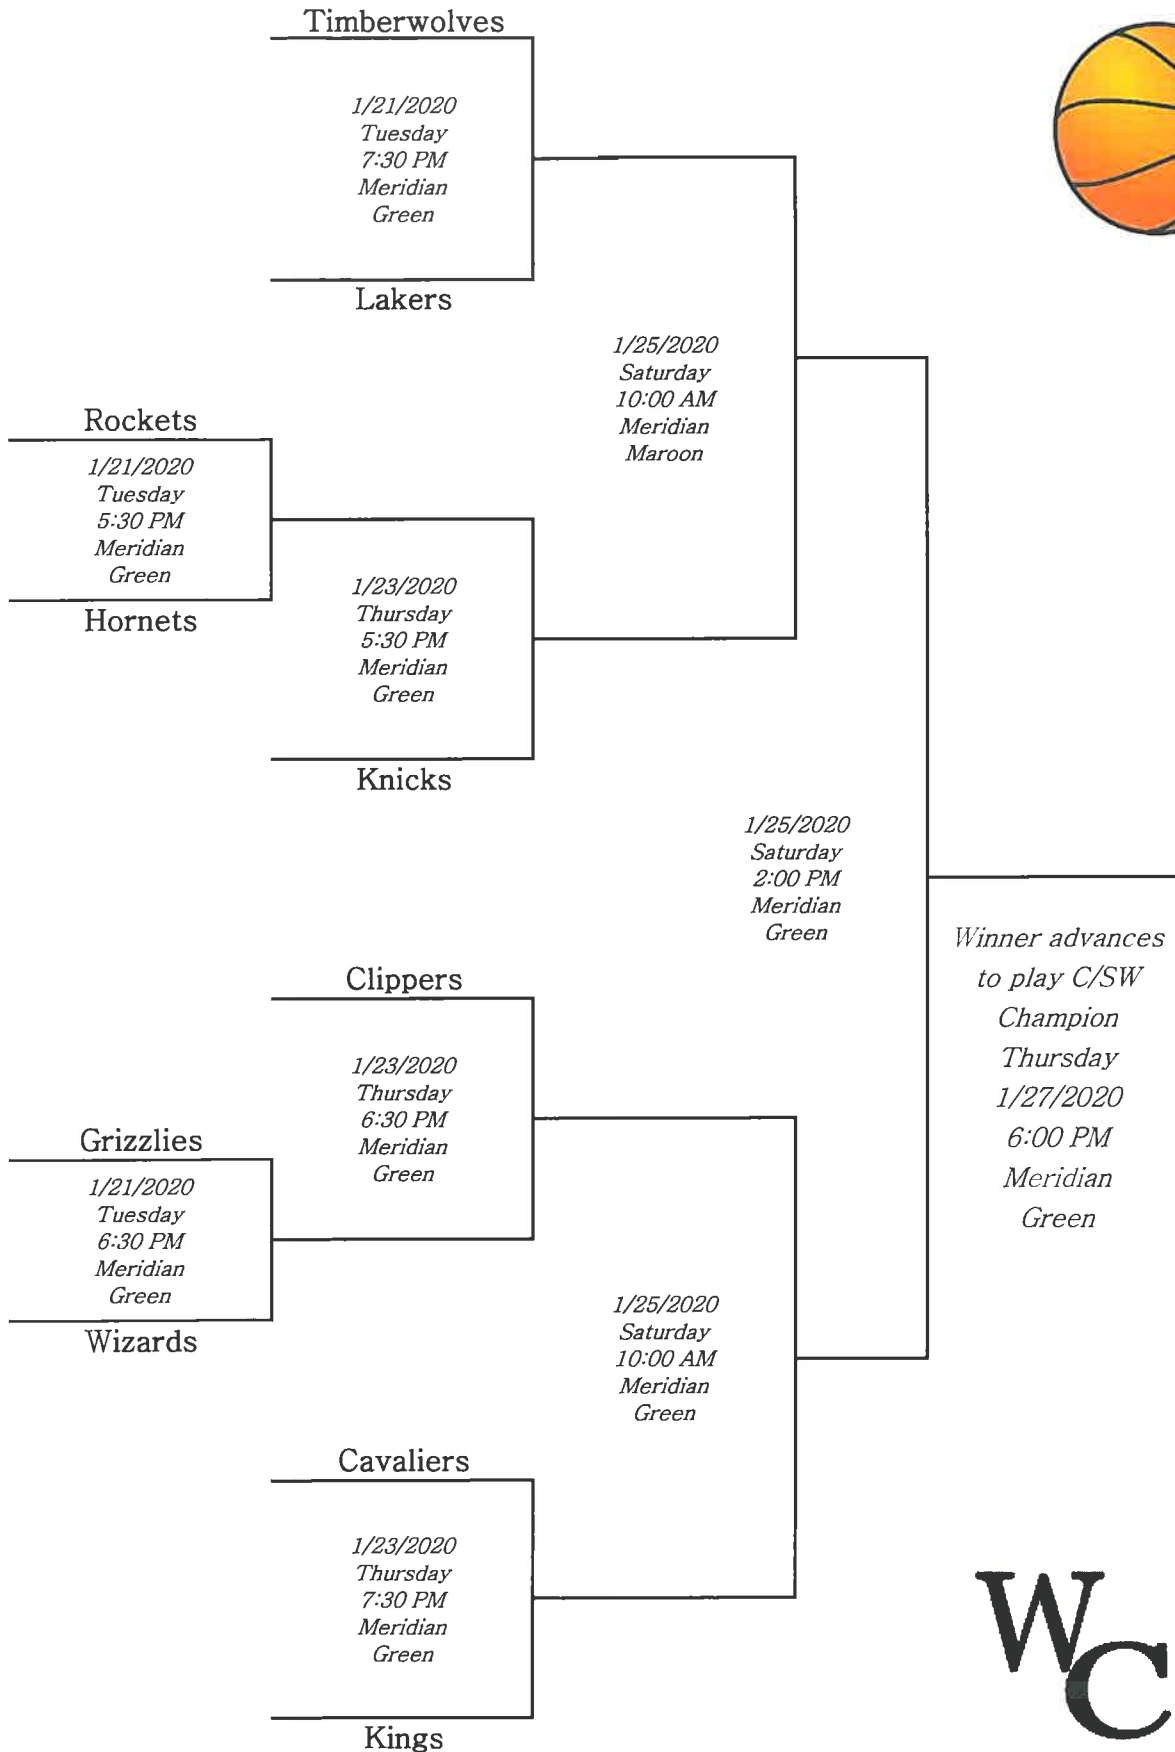 Timberwolves
1/21/2020
Tuesday
7:30 PM
Meridian
Green
Lakers
1/25/2020
Saturday
10:00 AM
Meridian
Maroon
Rockets
1/21/2020
Tuesday
5:30 PM
Meridian
Green
Hornets
1/23/2020
Thursday
5:30 PM
Meridian
Green
Knicks
1/25/2020
Saturday
2:00 PM
Meridian
Green
Winner advances
to play C/SW
Champion
Thursday
1/27/2020
6:00 PM
Meridian
Green
Clippers
1/23/2020
Thursday
6:30 PM
Meridian
Green
Grizzlies
1/21/2020
Tuesday
6:30 PM
Meridian
Green
Wizards
1/25/2020
Saturday
10:00 AM
Meridian
Green
Cavaliers
1/23/2020
Thursday
7:30 PM
Meridian
Green
Kings
WC